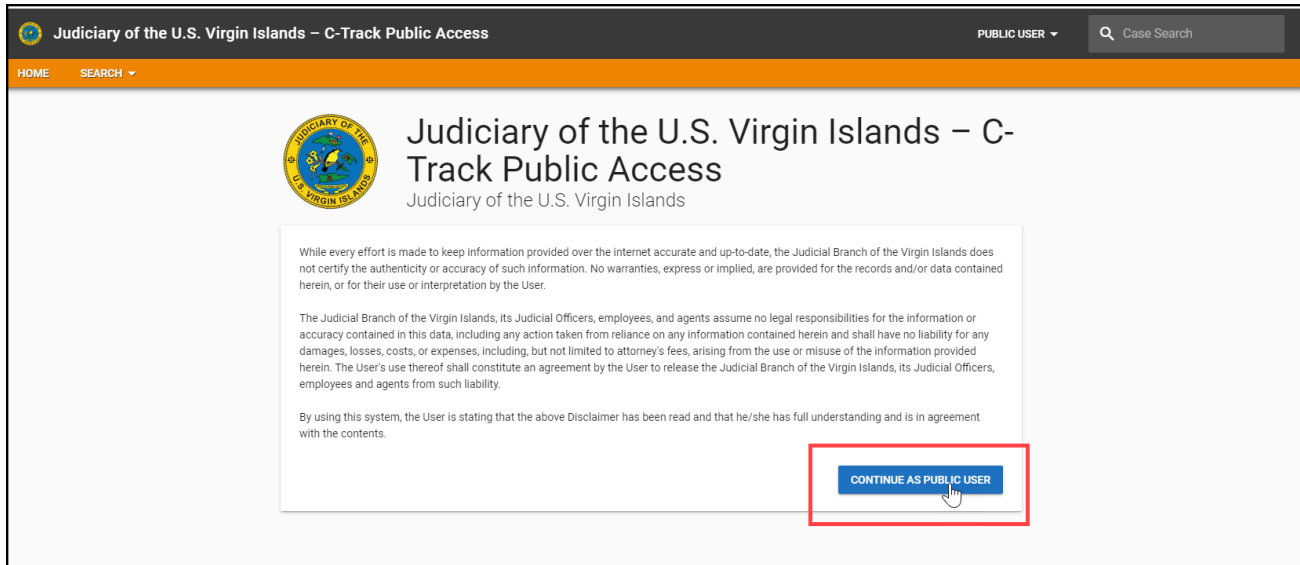 Judiciary of the U.S. Virgin Islands – C-Track Public Access
PUBLIC USER
Case Search
HOME
SEARCH
JUDICIARY OF THE
U.S. VIRGIN ISLANDS
Judiciary of the U.S. Virgin Islands – C-
Track Public Access
Judiciary of the U.S. Virgin Islands
While every effort is made to keep information provided over the internet accurate and up-to-date, the Judicial Branch of the Virgin Islands does
not certify the authenticity or accuracy of such information. No warranties, express or implied, are provided for the records and/or data contained
herein, or for their use or interpretation by the User.
The Judicial Branch of the Virgin Islands, its Judicial Officers, employees, and agents assume no legal responsibilities for the information or
accuracy contained in this data, including any action taken from reliance on any information contained herein and shall have no liability for any
damages, losses, costs, or expenses, including, but not limited to attorney's fees, arising from the use or misuse of the information provided
herein. The User's use thereof shall constitute an agreement by the User to release the Judicial Branch of the Virgin Islands, its Judicial Officers,
employees and agents from such liability.
By using this system, the User is stating that the above Disclaimer has been read and that he/she has full understanding and is in agreement
with the contents.
CONTINUE AS PUBLIC USER